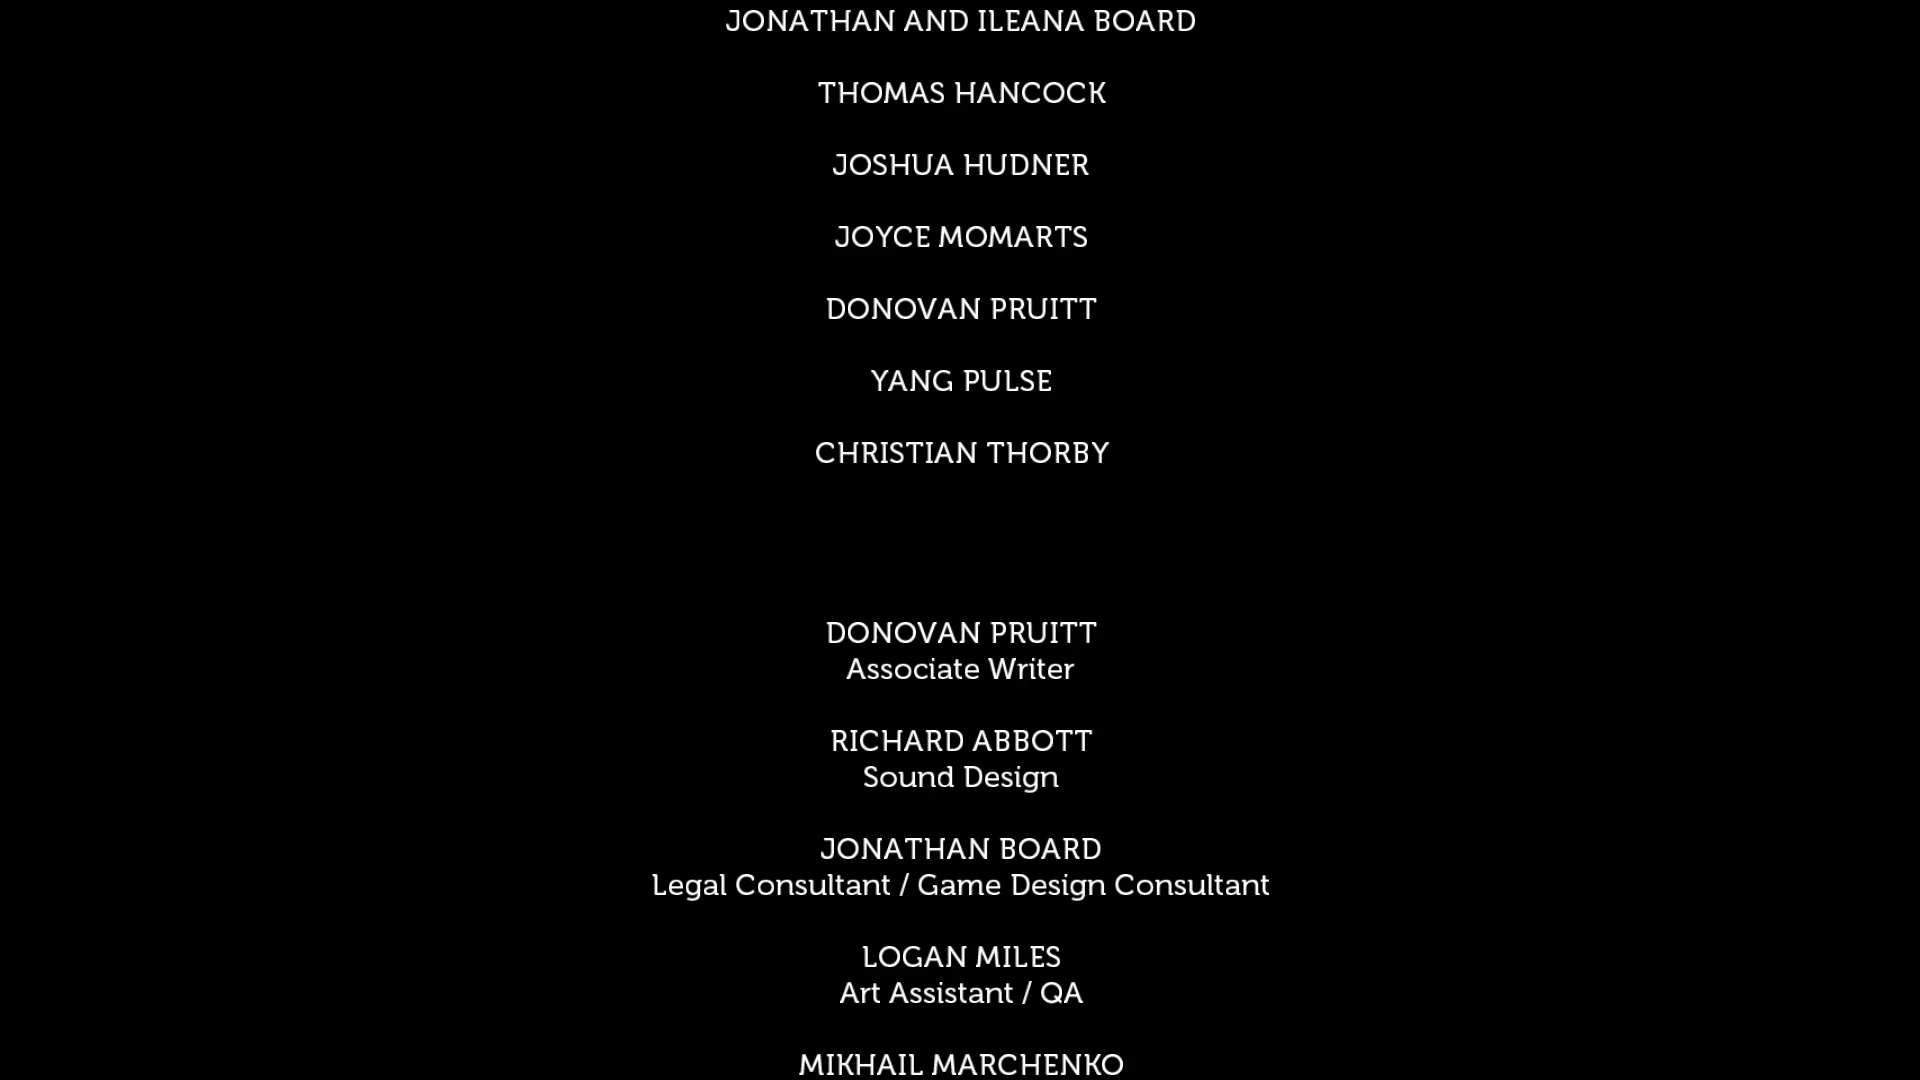 JONATHAN AND ILEANA BOARD
THOMAS HANCOCK
JOSHUA HUDNER
JOYCE MOMARTS
DONOVAN PRUITT
YANG PULSE
CHRISTIAN THORBY
DONOVAN PRUITT
Associate Writer
RICHARD ABBOTT
Sound Design
JONATHAN BOARD
Legal Consultant / Game Design Consultant
LOGAN MILES
Art Assistant / QA
MIKHAIL MARCHENKO